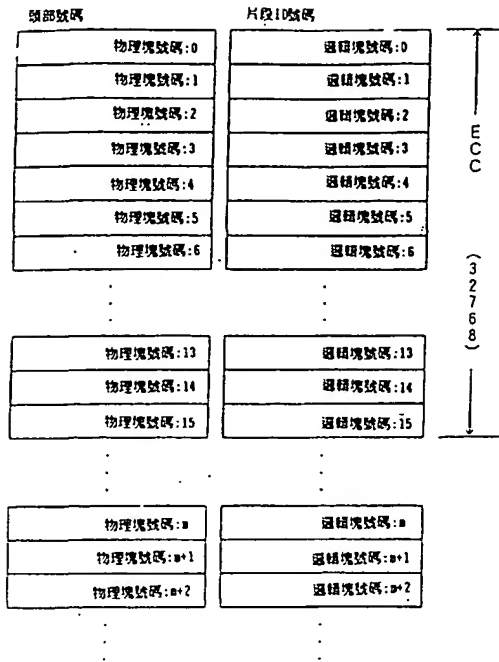 頭部號碼 片段ID號碼
物理塊號碼:0 邏輯塊號碼:0
物理塊號碼:1 邏輯塊號碼:1
物理塊號碼:2 邏輯塊號碼:2
物理塊號碼:3 邏輯塊號碼:3
物理塊號碼:4 邏輯塊號碼:4
物理塊號碼:5 邏輯塊號碼:5
物理塊號碼:6 邏輯塊號碼:6
物理塊號碼:13 邏輯塊號碼:13
物理塊號碼:14 邏輯塊號碼:14
物理塊號碼:15 邏輯塊號碼:15
物理塊號碼:m 邏輯塊號碼:m
物理塊號碼:m+1 邏輯塊號碼:m+1
物理塊號碼:m+2 邏輯塊號碼:m+2
ECC
(32768)